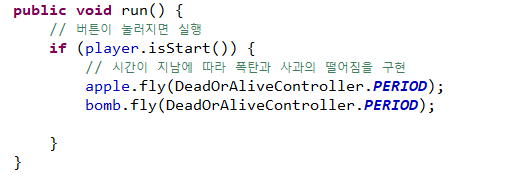 public void run() {
// 버튼이 눌러지면 실행
if (player.isStart()) {
// 시간이 지남에 따라 폭탄과 사과의 떨어짐을 구현
apple.fly(DeadOrAliveController.PERIOD);
bomb.fly(DeadOrAliveController.PERIOD);
}
}